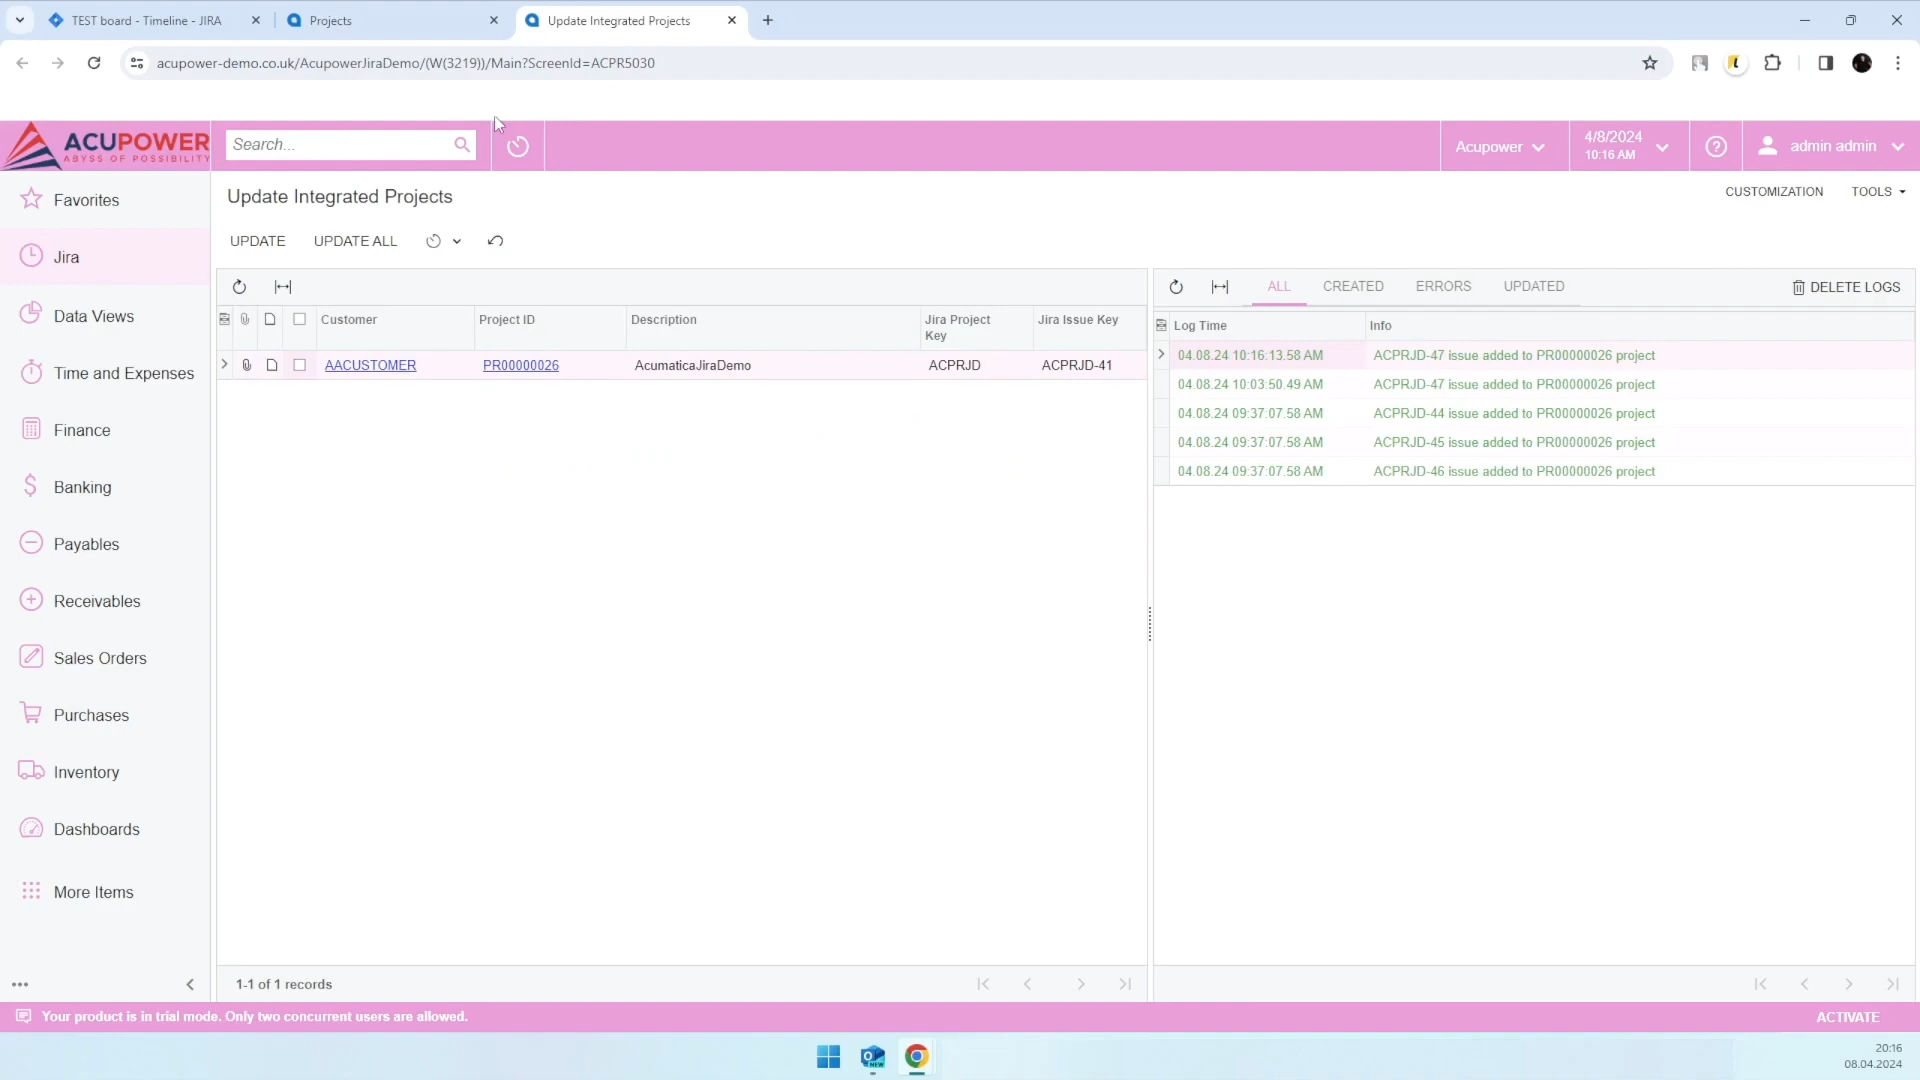 TEST board - Timeline - JIRA
Projects
Update Integrated Projects
acupower-demo.co.uk/AcupowerJiraDemo/(W(3219))/Main?ScreenId=ACPR5030
ACUPOWER
ABYSS OF POSSIBILITY
Search...
Acupower
4/8/2024
10:16 AM
admin admin
Favorites
Jira
Data Views
Time and Expenses
Finance
Banking
Payables
Receivables
Sales Orders
Purchases
Inventory
Dashboards
More Items
Update Integrated Projects
CUSTOMIZATION
TOOLS
UPDATE
UPDATE ALL
Customer
Project ID
Description
Jira Project Key
Jira Issue Key
AACUSTOMER
PR00000026
AcumaticaJiraDemo
ACPRJD
ACPRJD-41
1-1 of 1 records
ALL
CREATED
ERRORS
UPDATED
DELETE LOGS
Log Time
Info
04.08.24 10:16:13.58 AM
ACPRJD-47 issue added to PR00000026 project
04.08.24 10:03:50.49 AM
ACPRJD-47 issue added to PR00000026 project
04.08.24 09:37:07.58 AM
ACPRJD-44 issue added to PR00000026 project
04.08.24 09:37:07.58 AM
ACPRJD-45 issue added to PR00000026 project
04.08.24 09:37:07.58 AM
ACPRJD-46 issue added to PR00000026 project
Your product is in trial mode. Only two concurrent users are allowed.
ACTIVATE
NEW
20:16
08.04.2024